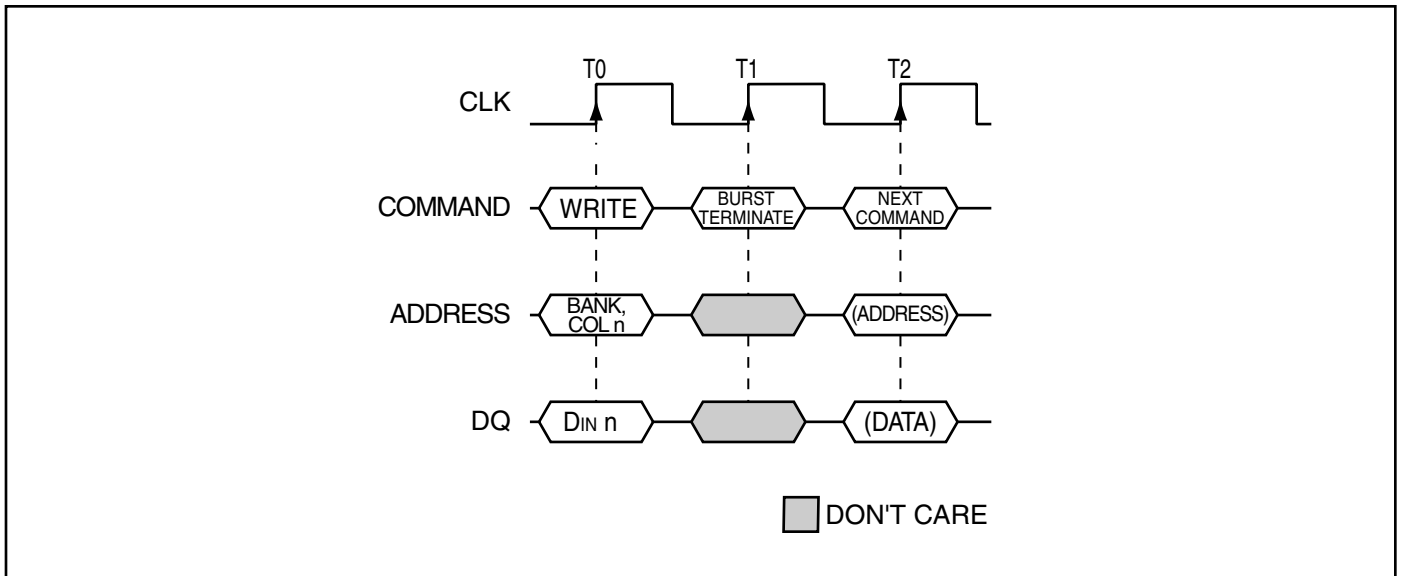 T0 T1 T2
CLK
COMMAND WRITE BURST TERMINATE NEXT COMMAND
ADDRESS BANK, COL n (ADDRESS)
DQ DIN n (DATA)
DON'T CARE